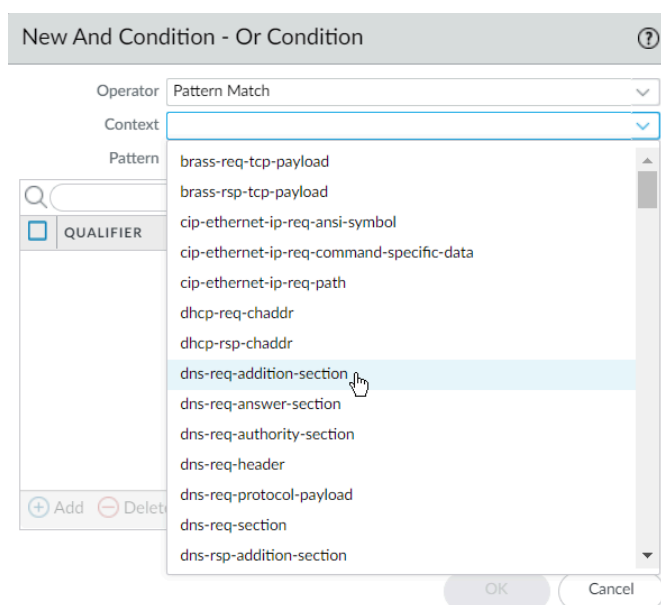 New And Condition - Or Condition
Operator Pattern Match
Context
Pattern
brass-req-tcp-payload
brass-rsp-tcp-payload
cip-ethernet-ip-req-ansi-symbol
QUALIFIER
cip-ethernet-ip-req-command-specific-data
cip-ethernet-ip-req-path
dhcp-req-chaddr
dhcp-rsp-chaddr
dns-req-addition-section
dns-req-answer-section
dns-req-authority-section
dns-req-header
dns-req-protocol-payload
Add Delet
dns-req-section
dns-rsp-addition-section
OK Cancel